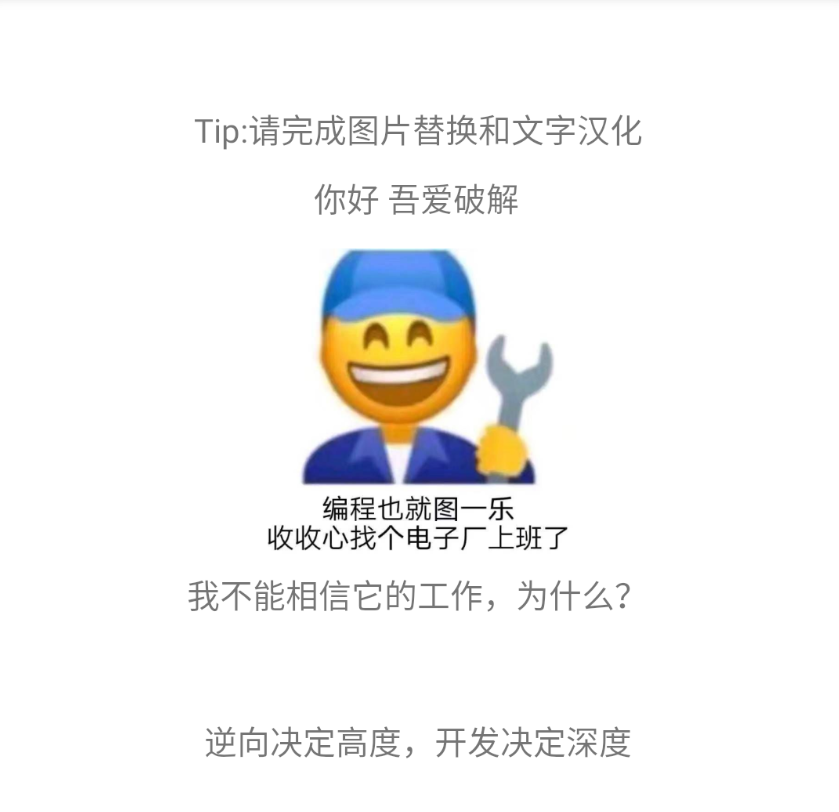 Tip:请完成图片替换和文字汉化
你好 吾爱破解
编程也就图一乐
收收心找个电子厂上班了
我不能相信它的工作，为什么？
逆向决定高度，开发决定深度